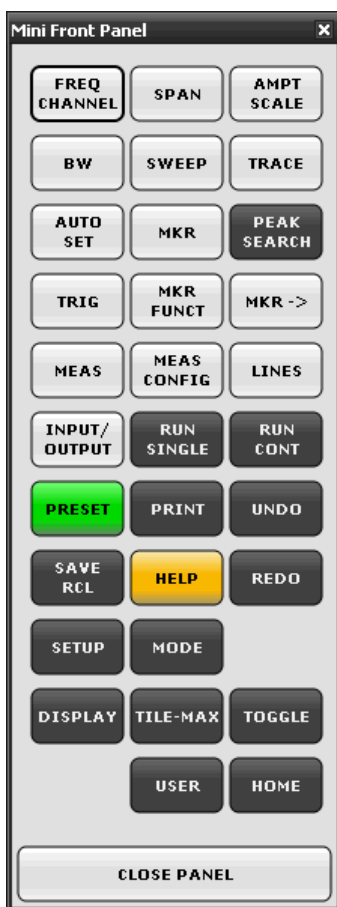 Mini Front Panel x
FREQ
CHANNEL
SPAN
AMPT
SCALE
BW
SWEEP
TRACE
AUTO
SET
MKR
PEAK
SEARCH
TRIG
MKR
FUNCT
MKR ->
MEAS
MEAS
CONFIG
LINES
INPUT/
OUTPUT
RUN
SINGLE
RUN
CONT
PRESET
PRINT
UNDO
SAVE
RCL
HELP
REDO
SETUP
MODE
DISPLAY
TILE-MAX
TOGGLE
USER
HOME
CLOSE PANEL